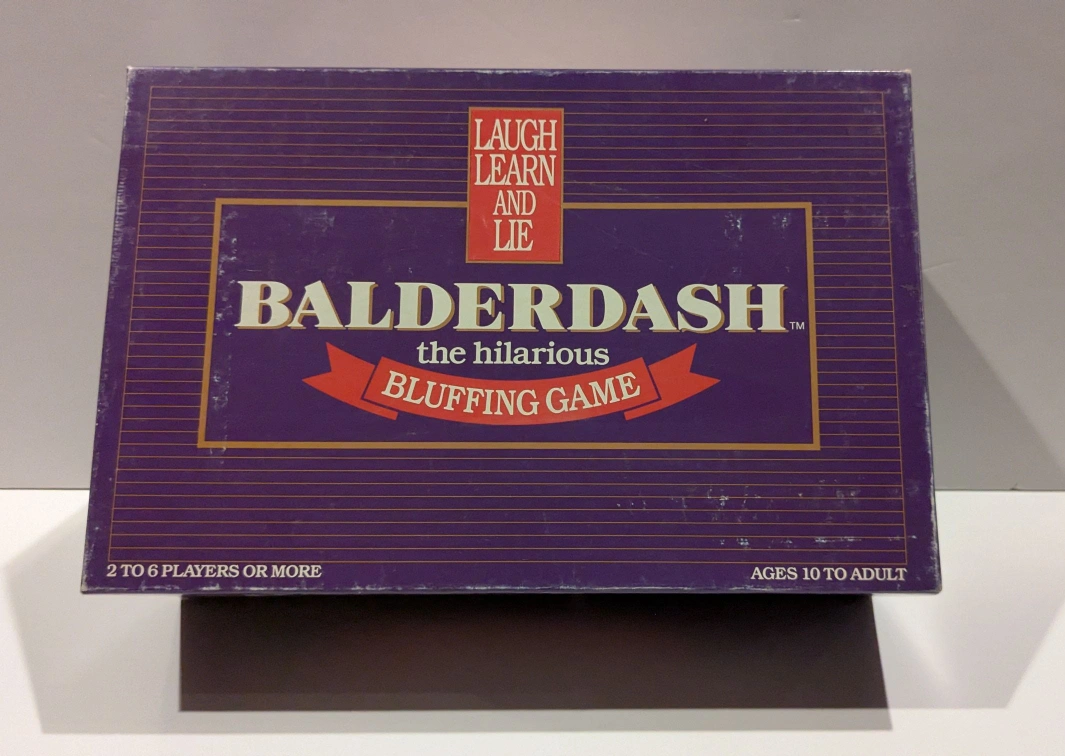 LAUGH
LEARN
AND
LIE
BALDERDASH™
the hilarious
BLUFFING GAME
2 TO 6 PLAYERS OR MORE
AGES 10 TO ADULT